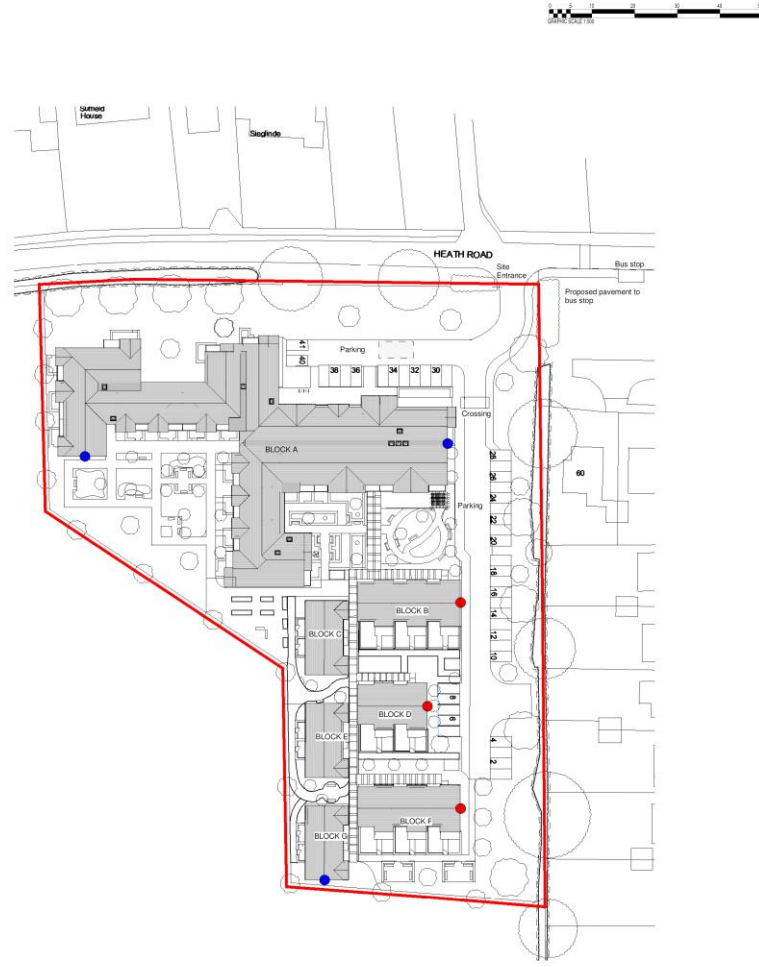 0 5 10 20 30 40
GRAPHIC SCALE 1:500
Suffield
House
Sieglinde
HEATH ROAD
Site
Entrance
Bus stop
Proposed pavement to
bus stop
41
40
Parking
38 36 34 32 30
Crossing
BLOCK A
28
26
24
22
20
60
Parking
18
16
14
12
10
BLOCK B
BLOCK C
BLOCK D
8
6
BLOCK E
4
2
BLOCK F
BLOCK G